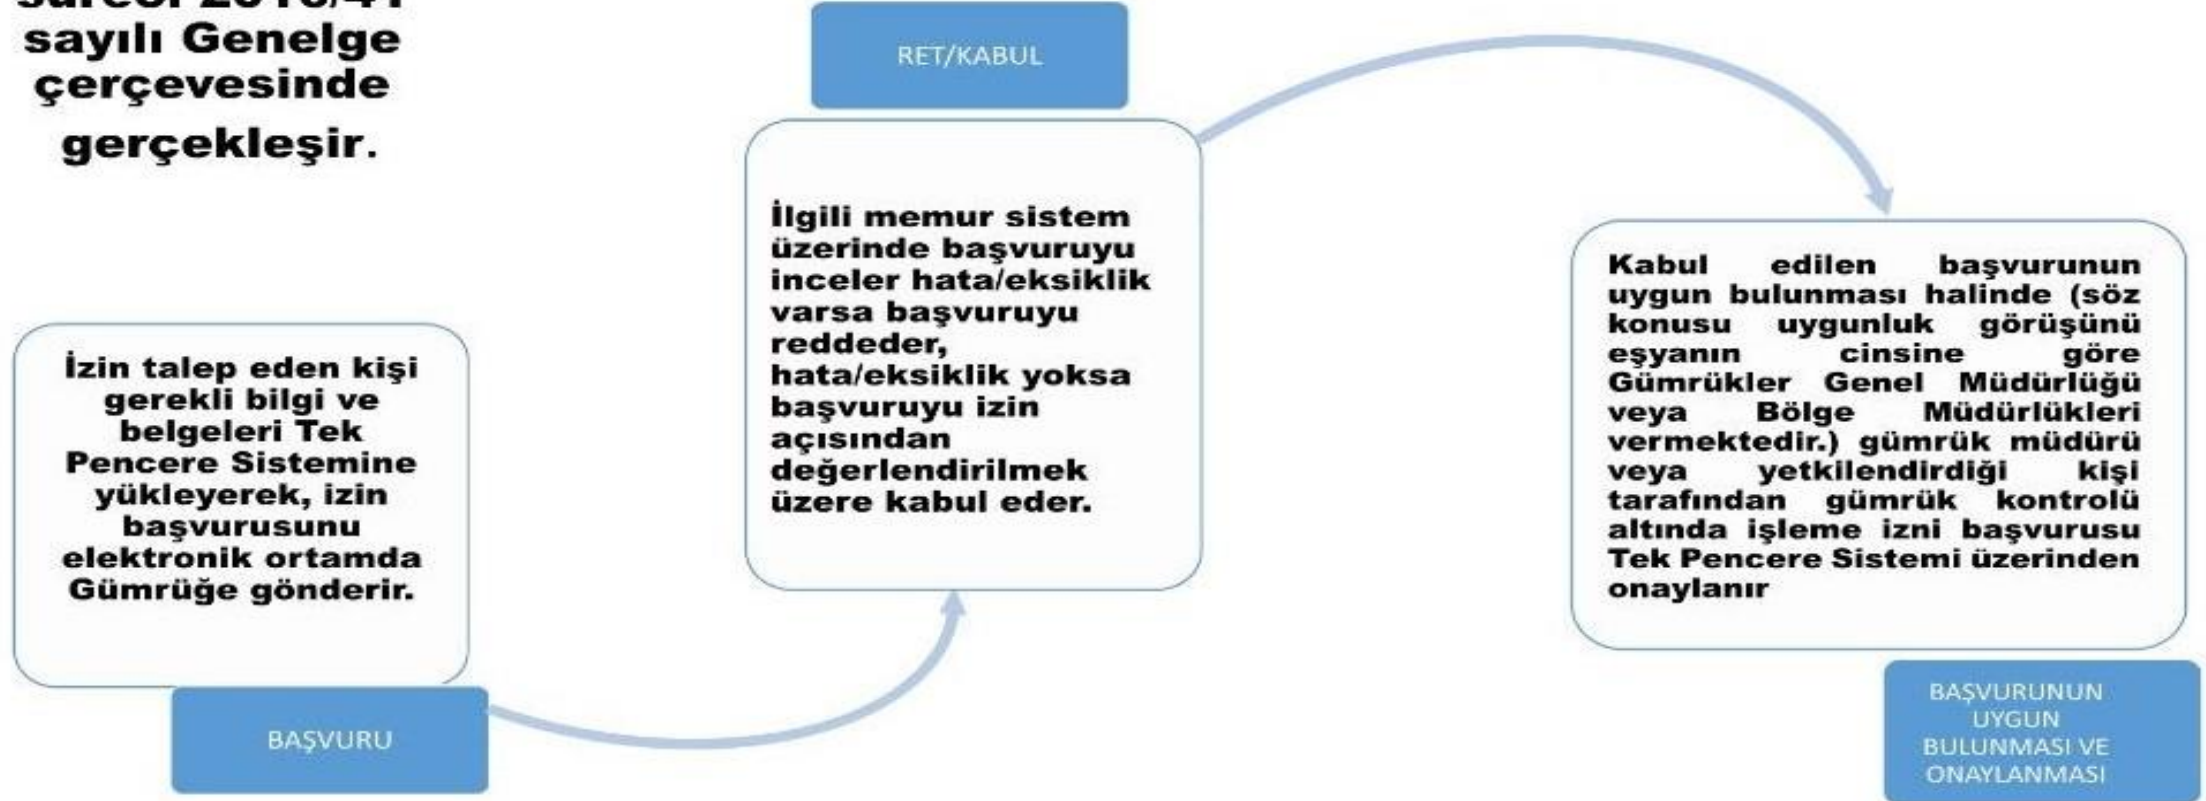 sayılı Genelge
çerçevesinde
gerçekleşir.
İzin talep eden kişi
gerekli bilgi ve
belgeleri Tek
Pencere Sistemine
yükleyerek, izin
başvurusunu
elektronik ortamda
Gümrüğe gönderir.
BAŞVURU
RET/KABUL
İlgili memur sistem
üzerinde başvuruyu
inceler hata/eksiklik
varsa başvuruyu
reddeder,
hata/eksiklik yoksa
başvuruyu izin
açısından
değerlendirilmek
üzere kabul eder.
Kabul edilen başvurunun
uygun bulunması halinde (söz
konusu uygunluk görüşünü
eşyanın cinsine göre
Gümrükler Genel Müdürlüğü
veya Bölge Müdürlükleri
vermektedir.) gümrük müdürü
veya yetkilendirdiği kişi
tarafından gümrük kontrolü
altında işleme izni başvurusu
Tek Pencere Sistemi üzerinden
onaylanır
BAŞVURUNUN
UYGUN
BULUNMASI VE
ONAYLANMASI